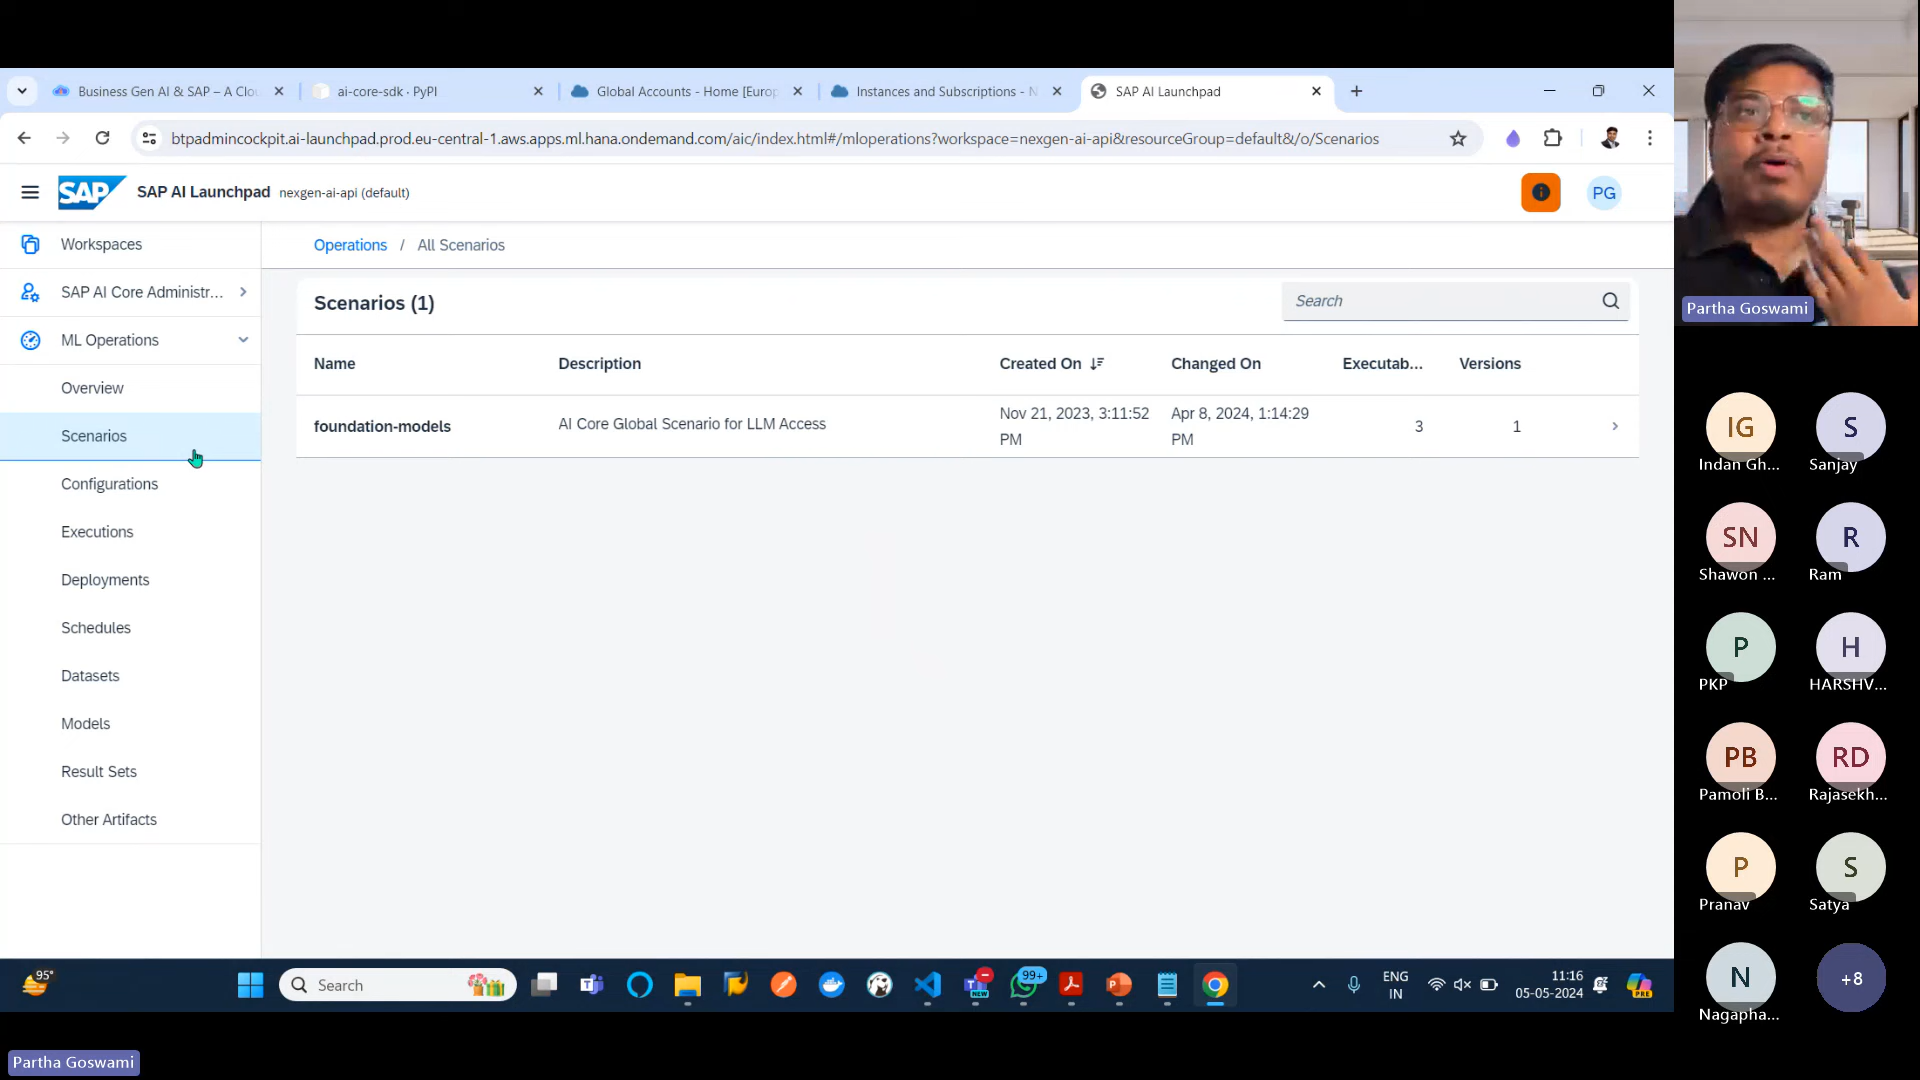 Business Gen AI & SAP – A Clou
ai-core-sdk · PyPI
Global Accounts - Home [Europ
Instances and Subscriptions - N
SAP AI Launchpad
btpadmincockpit.ai-launchpad.prod.eu-central-1.aws.apps.ml.hana.ondemand.com/aic/index.html#/mloperations?workspace=nexgen-ai-api&resourceGroup=default&/o/Scenarios
SAP
SAP AI Launchpad
nexgen-ai-api (default)
PG
Workspaces
SAP AI Core Administr...
ML Operations
Overview
Scenarios
Configurations
Executions
Deployments
Schedules
Datasets
Models
Result Sets
Other Artifacts
Operations / All Scenarios
Scenarios (1)
Search
Name Description Created On Changed On Executab... Versions
foundation-models AI Core Global Scenario for LLM Access Nov 21, 2023, 3:11:52 PM Apr 8, 2024, 1:14:29 PM 3 1
Partha Goswami
IG
Indan Gh...
S
Sanjay
SN
Shawon ...
R
Ram
P
PKP
H
HARSHV...
PB
Pamoli B...
RD
Rajasekh...
P
Pranav
S
Satya
N
Nagapha...
+8
95°
Search
NEW
99+
ENG
IN
11:16
05-05-2024
PRE
Partha Goswami